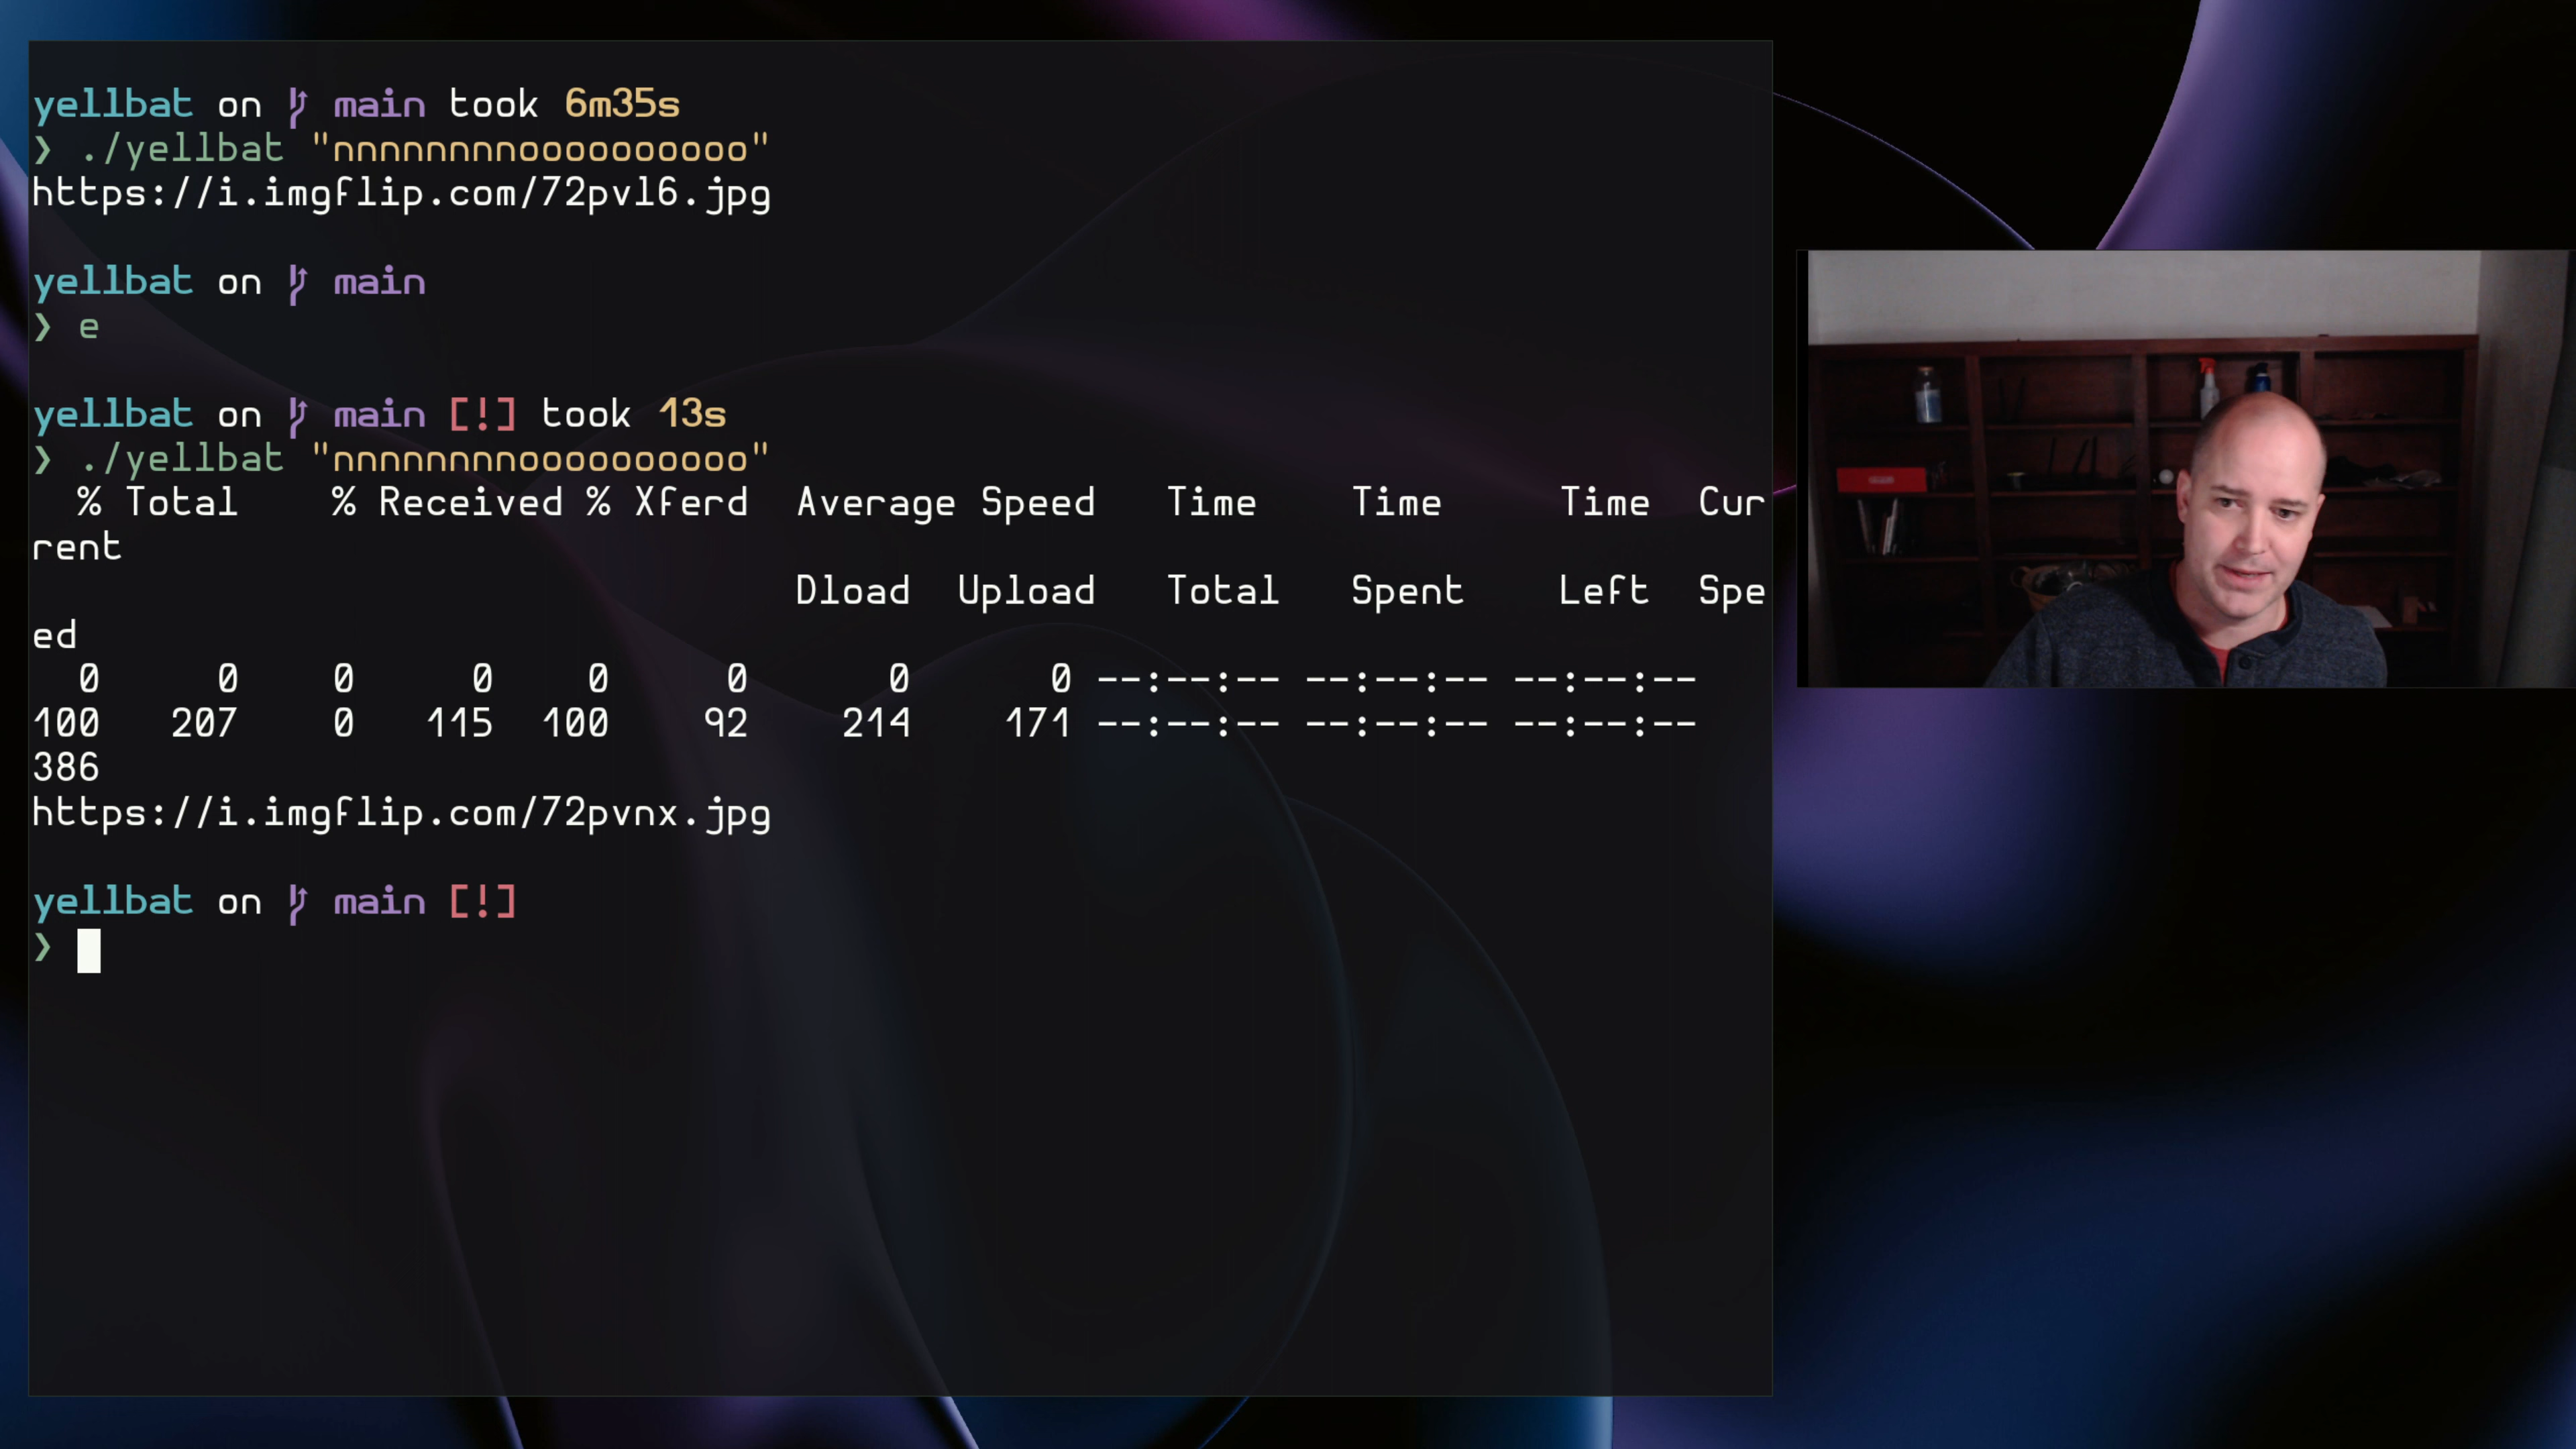 yellbat on main took 6m35s
❯ ./yellbat "nnnnnnnnoooooooooo"
https://i.imgflip.com/72pvl6.jpg
yellbat on main
❯ e
yellbat on main [!] took 13s
❯ ./yellbat "nnnnnnnnoooooooooo"
% Total % Received % Xferd Average Speed Time Time Time Cur
rent
Dload Upload Total Spent Left Spe
ed
0 0 0 0 0 0 0 0 --:--:-- --:--:-- --:--:--
100 207 0 115 100 92 214 171 --:--:-- --:--:-- --:--:--
386
https://i.imgflip.com/72pvnx.jpg
yellbat on main [!]
❯